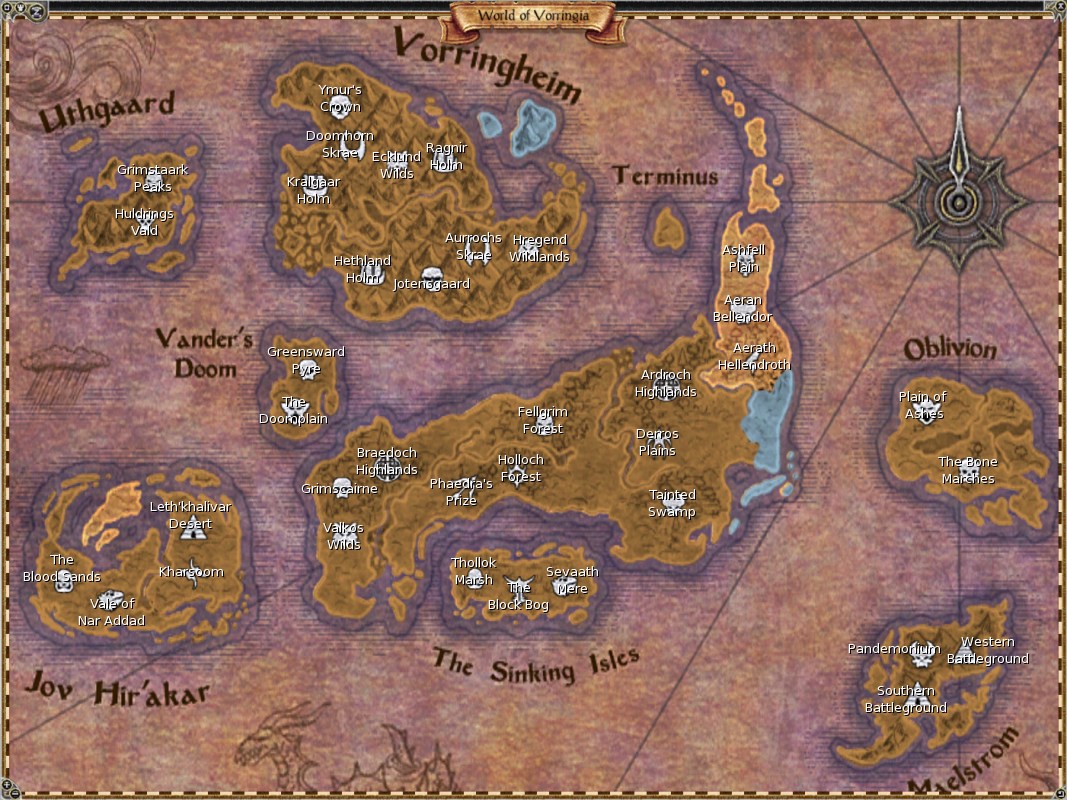 World of Vorringia
Vorringheim
Uthgaard
Ymur's
Crown
Doomhorn
Skrae
Ecklund
Wilds
Ragnir
Holm
Kralgaar
Holm
Grimstaark
Peaks
Huldrings
Vald
Terminus
Aurrochs
Skrae
Hregend
Wildlands
Hethland
Holm
Jotensgaard
Ashfell
Plain
Aeran
Bellendor
Aerath
Hellendroth
Vander's
Doom
Greensward
Pyre
The
Doomplain
Oblivion
Plain of
Ashes
The Bone
Marches
Ardroch
Highlands
Fellgrim
Forest
Derros
Plains
Braedoch
Highlands
Holloch
Forest
Grimscairne
Phaedra's
Prize
Tainted
Swamp
Valkos
Wilds
Leth'khalivar
Desert
The
Blood Sands
Kharsoom
Vale of
Nar Addad
Thollok
Marsh
The
Block Bog
Sevaath
Mere
Pandemonium
Western
Battleground
Southern
Battleground
The Sinking Isles
Jov Hir'akar
Maelstrom